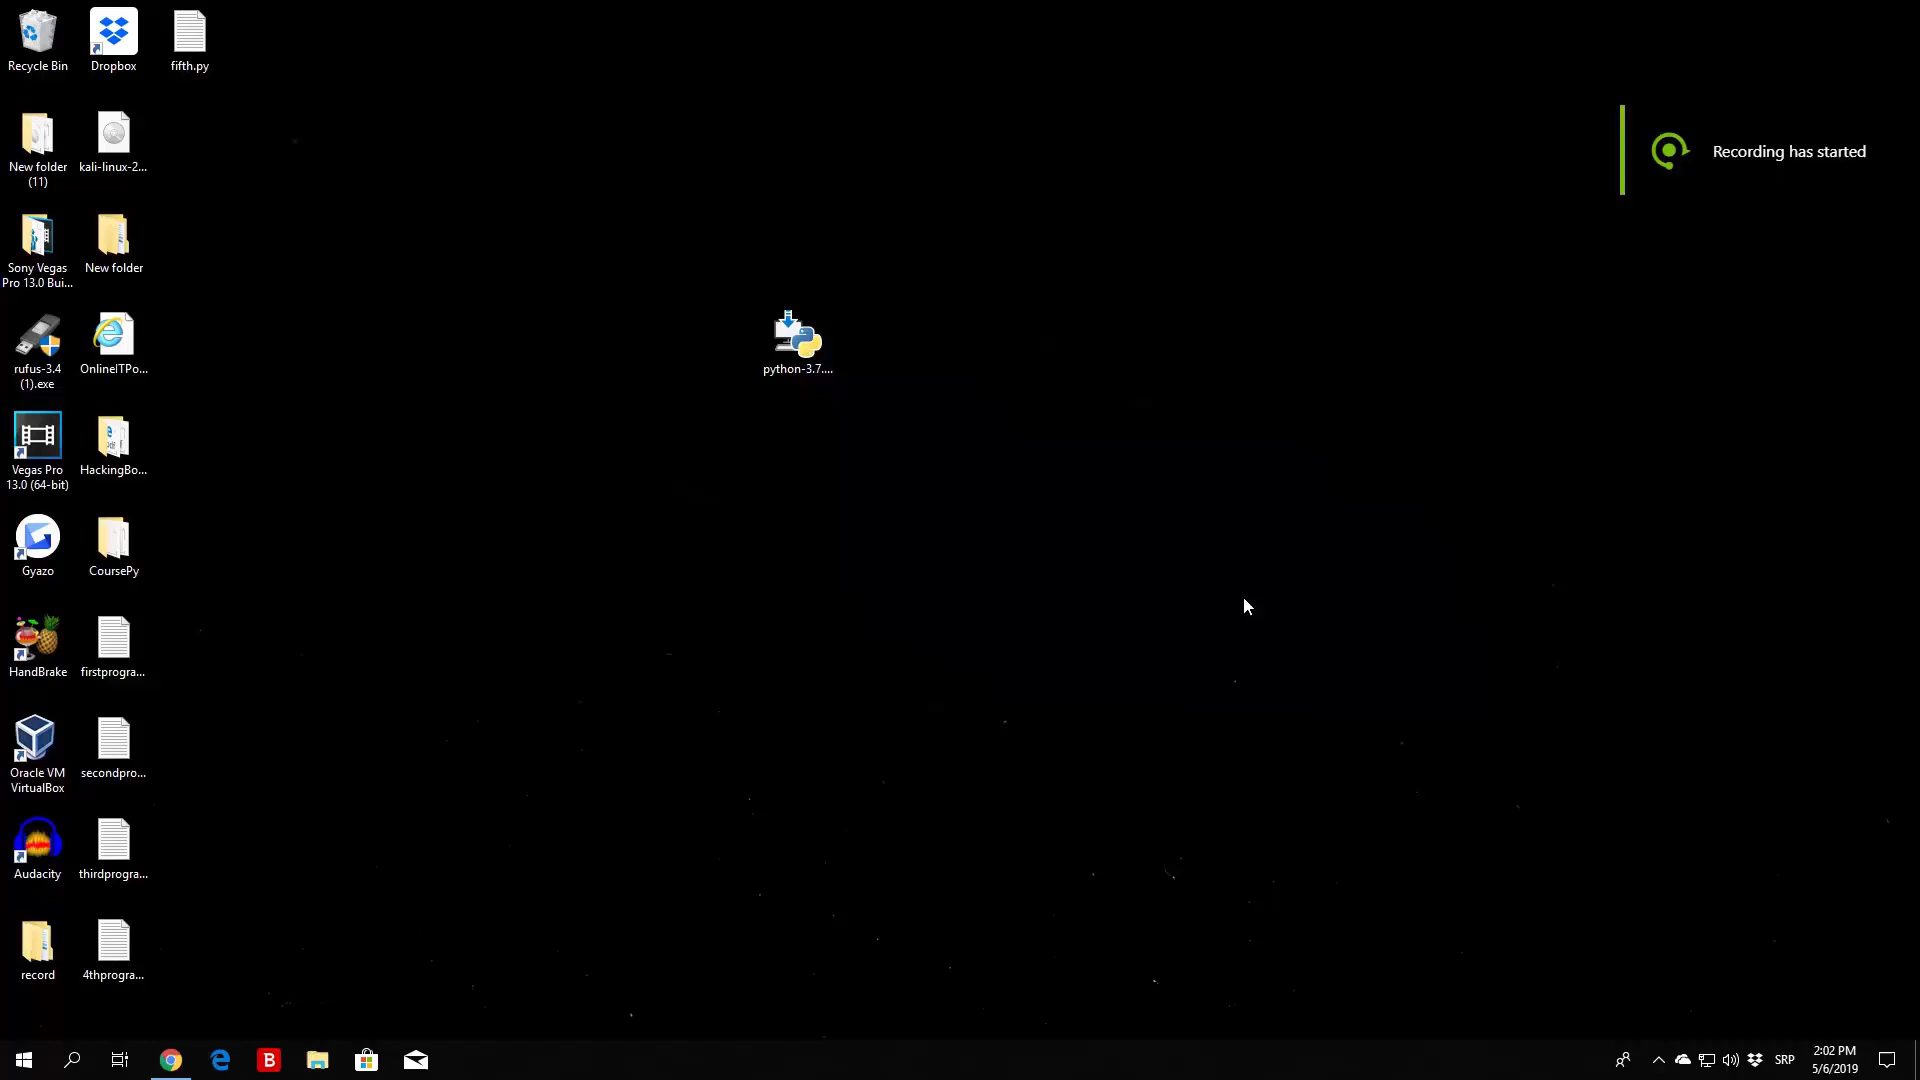 Recycle Bin
Dropbox
fifth.py
New folder
(11)
kali-linux-2...
Sony Vegas
Pro 13.0 Bui...
New folder
rufus-3.4
(1).exe
OnlineITPo...
Vegas Pro
13.0 (64-bit)
HackingBo...
Gyazo
CoursePy
HandBrake
firstprogra...
Oracle VM
VirtualBox
secondpro...
Audacity
thirdprogra...
record
4thprogra...
python-3.7....
Recording has started
B
SRP
2:02 PM
5/6/2019